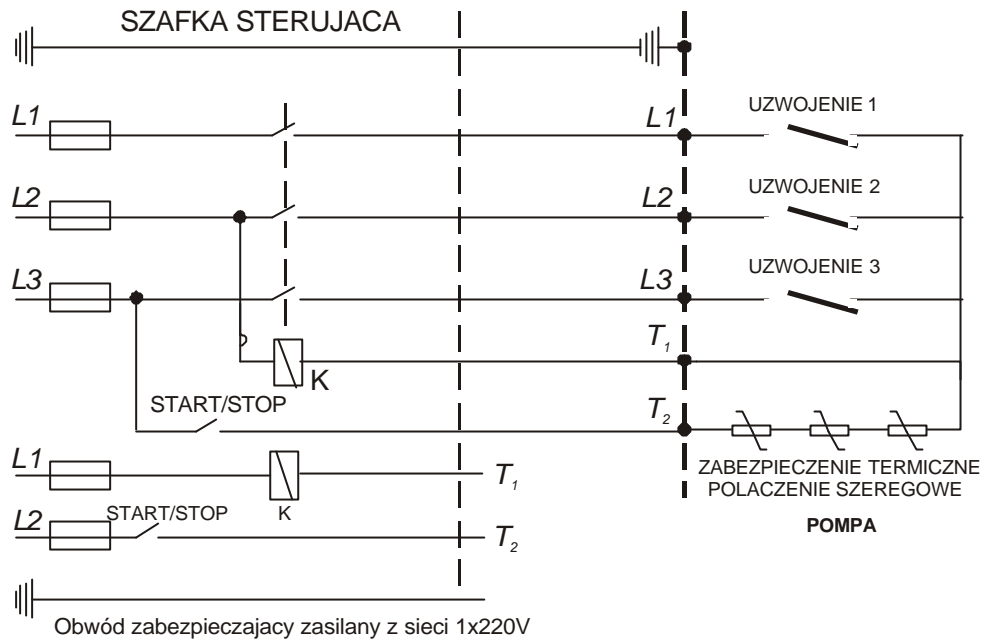 SZAFKA STERUJACA
L1
L1
UZWOJENIE 1
L2
L2
UZWOJENIE 2
L3
L3
UZWOJENIE 3
T1
K
START/STOP
T2
ZABEZPIECZENIE TERMICZNE
POLACZENIE SZEREGOWE
POMPA
L1
K
T1
L2
START/STOP
T2
Obwód zabezpieczajacy zasilany z sieci 1x220V